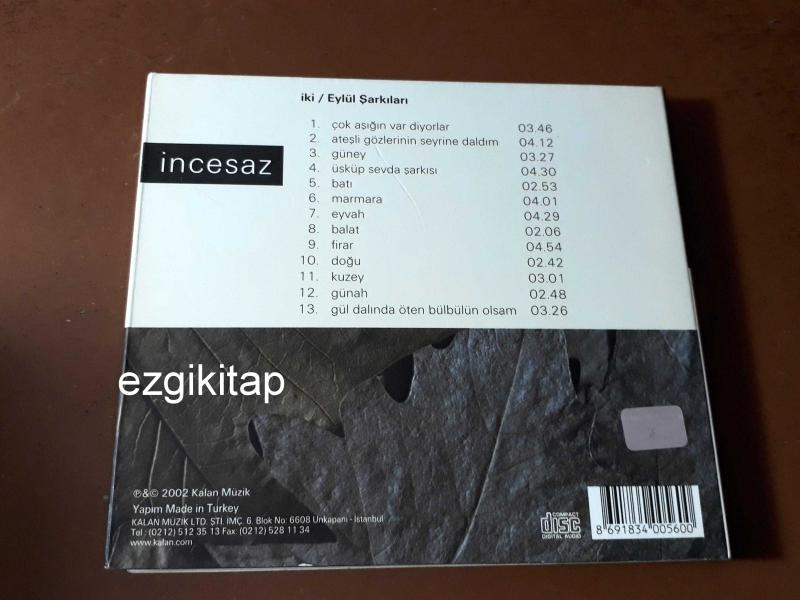 iki / Eylül Şarkıları
incesaz
1. çok aşığın var diyorlar 03.46
2. ateşli gözlerinin seyrine daldım 04.12
3. güney 03.27
4. üsküp sevda şarkısı 04.30
5. batı 02.53
6. marmara 04.01
7. eyvah 04.29
8. balat 02.06
9. firar 04.54
10. doğu 02.42
11. kuzey 03.01
12. günah 02.48
13. gül dalında öten bülbülün olsam 03.26
ezgikitap
℗&© 2002 Kalan Müzik
Yapım Made in Turkey
KALAN MÜZİK LTD. ŞTİ. İMÇ. 6. Blok No: 6608 Unkapanı - İstanbul
Tel : (0212) 512 35 13 Fax: (0212) 528 11 34
www.kalan.com
COMPACT
disc
DIGITAL AUDIO
8 691834 005600